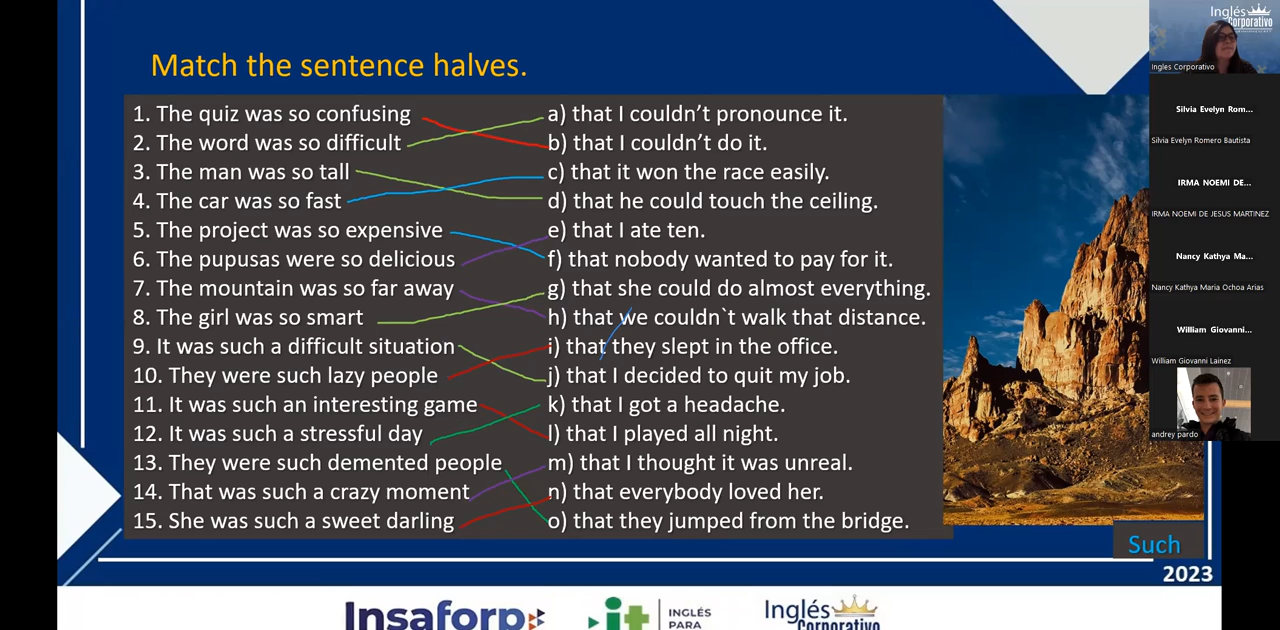 Match the sentence halves.
1. The quiz was so confusing
2. The word was so difficult
3. The man was so tall
4. The car was so fast
5. The project was so expensive
6. The pupusas were so delicious
7. The mountain was so far away
8. The girl was so smart
9. It was such a difficult situation
10. They were such lazy people
11. It was such an interesting game
12. It was such a stressful day
13. They were such demented people
14. That was such a crazy moment
15. She was such a sweet darling
a) that I couldn’t pronounce it.
b) that I couldn’t do it.
c) that it won the race easily.
d) that he could touch the ceiling.
e) that I ate ten.
f) that nobody wanted to pay for it.
g) that she could do almost everything.
h) that we couldn`t walk that distance.
i) that they slept in the office.
j) that I decided to quit my job.
k) that I got a headache.
l) that I played all night.
m) that I thought it was unreal.
n) that everybody loved her.
o) that they jumped from the bridge.
Such
2023
Insaforp
it
INGLÉS
PARA
Inglés
Corporativo
Inglés
Corporativo
Ingles Corporativo
Silvia Evelyn Rom...
Silvia Evelyn Romero Bautista
IRMA NOEMI DE...
IRMA NOEMI DE JESUS MARTINEZ
Nancy Kathya Ma...
Nancy Kathya Maria Ochoa Arias
William Giovanni...
William Giovanni Lainez
andrey pardo